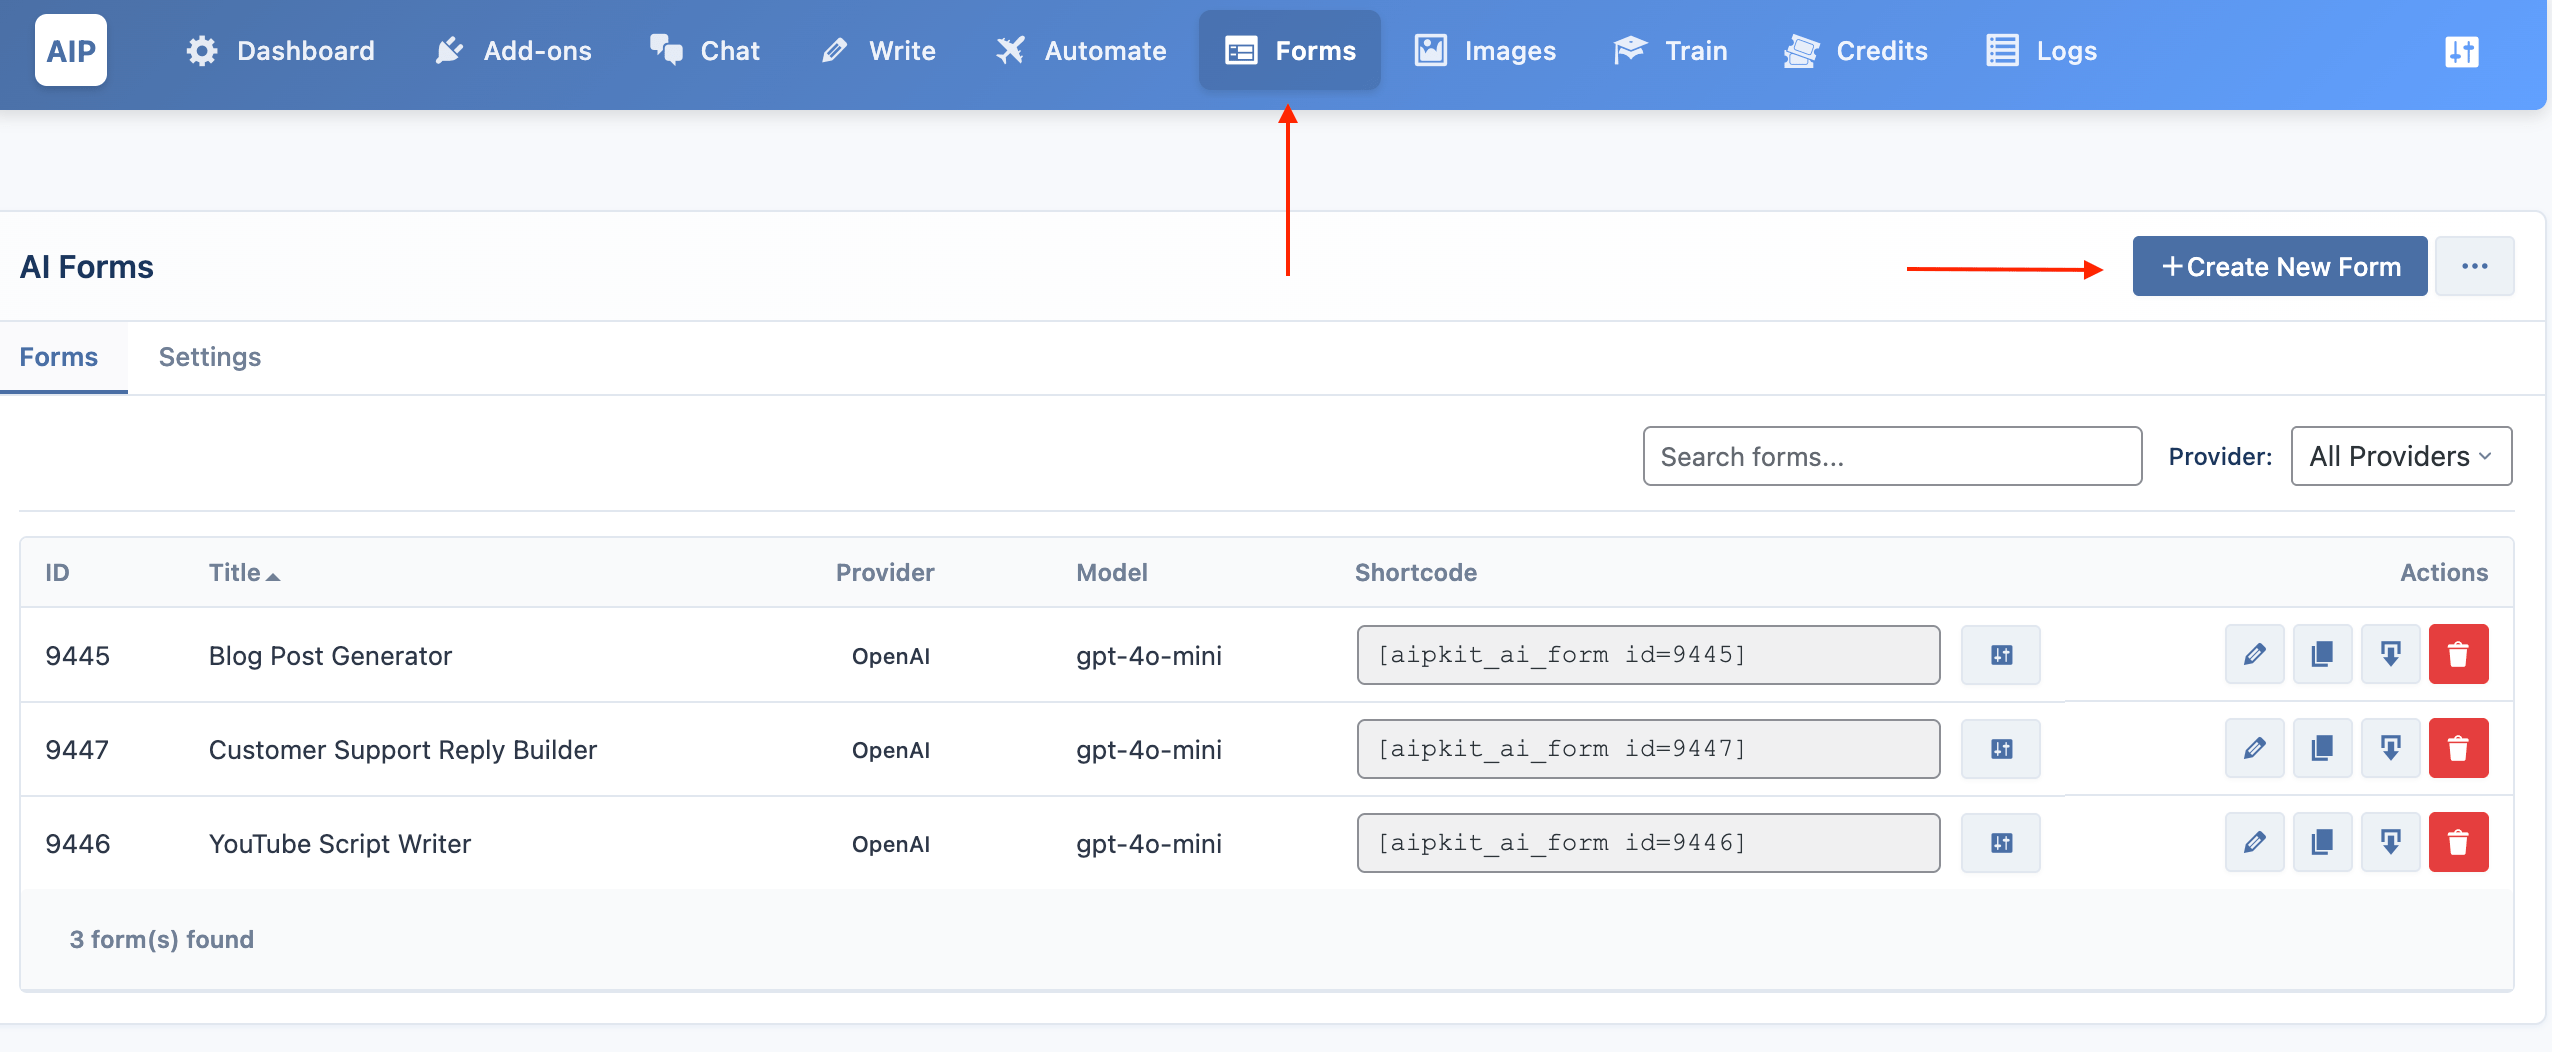 AIP Dashboard Add-ons Chat Write Automate Forms Images Train Credits Logs
AI Forms +Create New Form ...
Forms Settings
Search forms... Provider: All Providers
ID Title Provider Model Shortcode Actions
9445 Blog Post Generator OpenAI gpt-4o-mini [aipkit_ai_form id=9445]
9447 Customer Support Reply Builder OpenAI gpt-4o-mini [aipkit_ai_form id=9447]
9446 YouTube Script Writer OpenAI gpt-4o-mini [aipkit_ai_form id=9446]
3 form(s) found